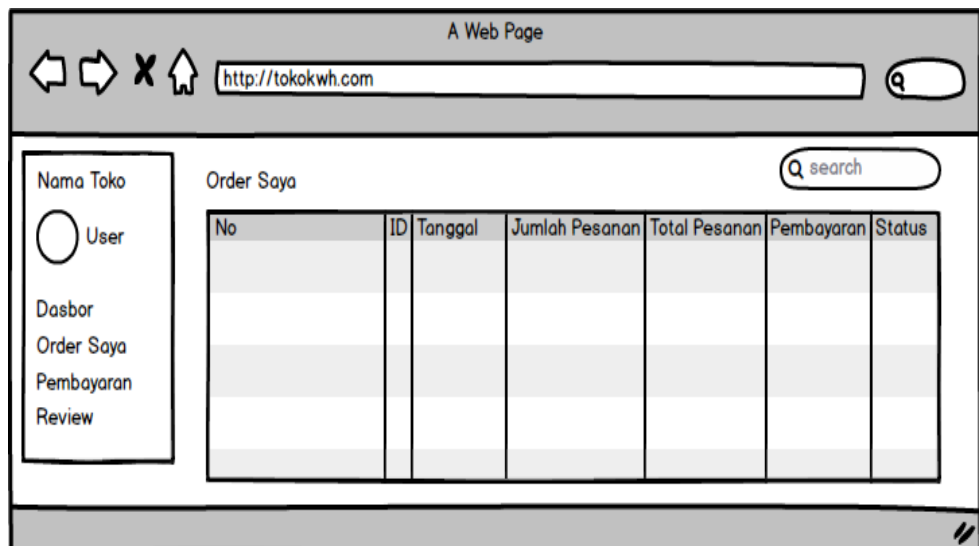 A Web Page
http://tokokwh.com
search
Nama Toko
Order Saya
User
No ID Tanggal Jumlah Pesanan Total Pesanan Pembayaran Status
Dasbor
Order Saya
Pembayaran
Review